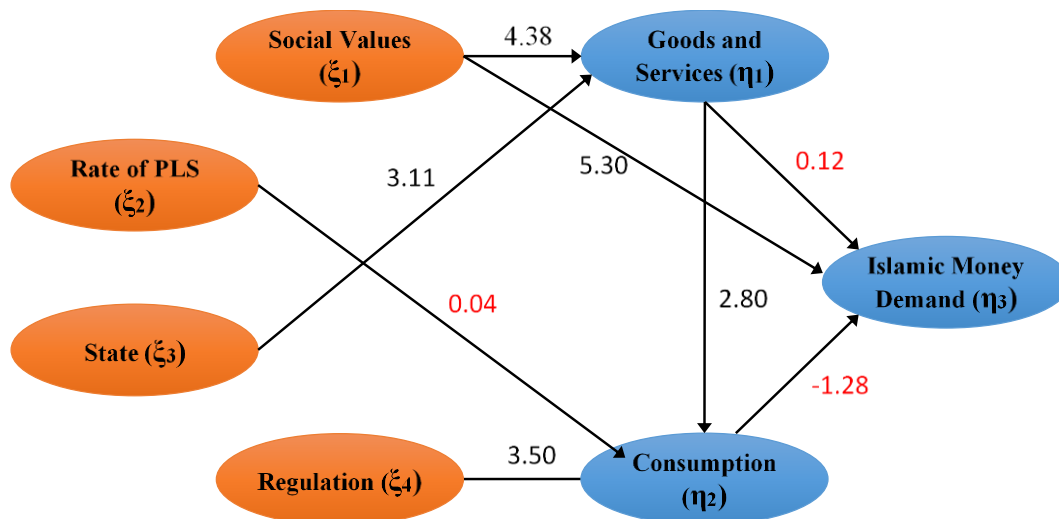 Social Values
(ξ1)
4.38
Goods and
Services (η1)
Rate of PLS
(ξ2)
3.11
5.30
0.12
Islamic Money
Demand (η3)
0.04
2.80
State (ξ3)
-1.28
Regulation (ξ4)
3.50
Consumption
(η2)